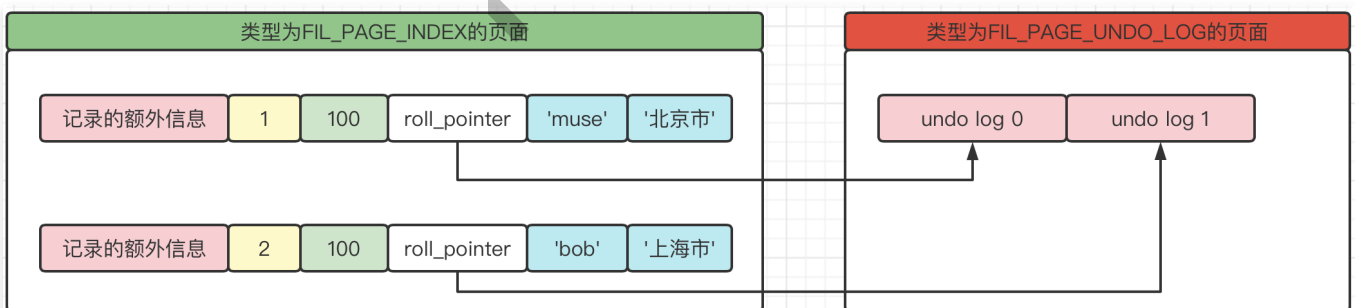 类型为FIL_PAGE_INDEX的页面
类型为FIL_PAGE_UNDO_LOG的页面
记录的额外信息 1 100 roll_pointer 'muse' '北京市'
undo log 0 undo log 1
记录的额外信息 2 100 roll_pointer 'bob' '上海市'